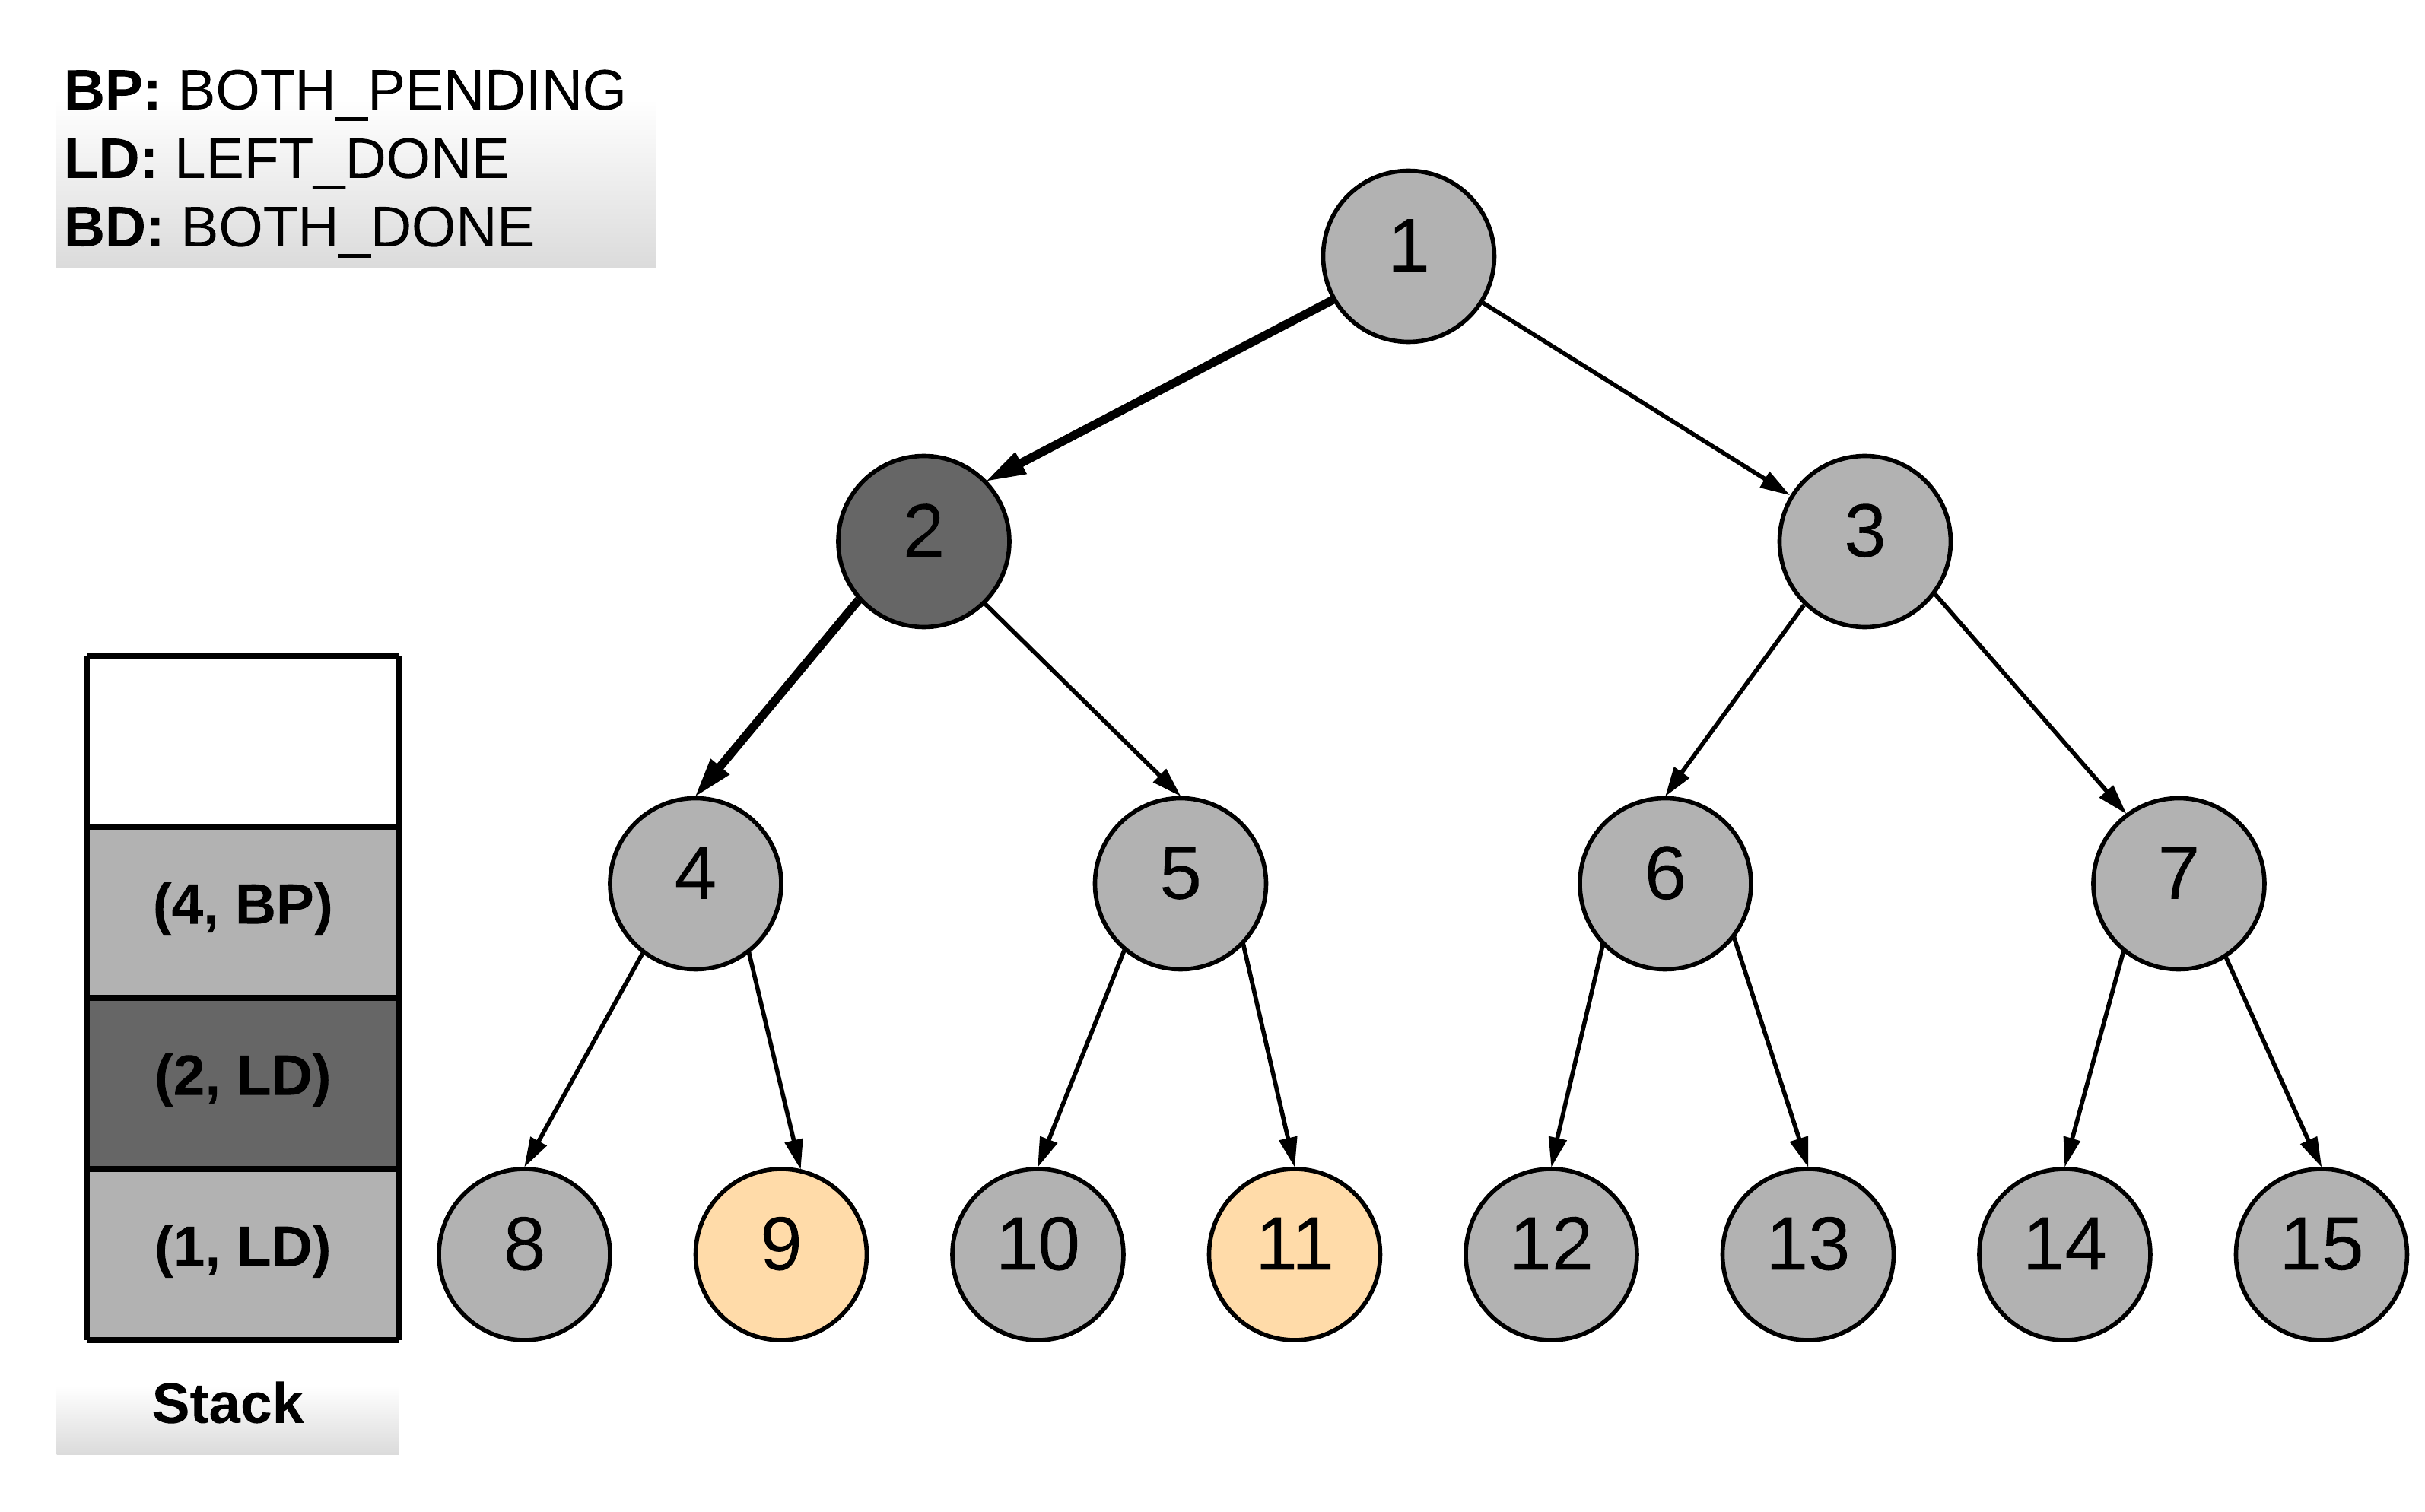 BP: BOTH_PENDING
LD: LEFT_DONE
BD: BOTH_DONE
1
2
3
4
5
6
7
8
9
10
11
12
13
14
15
(4, BP)
(2, LD)
(1, LD)
Stack